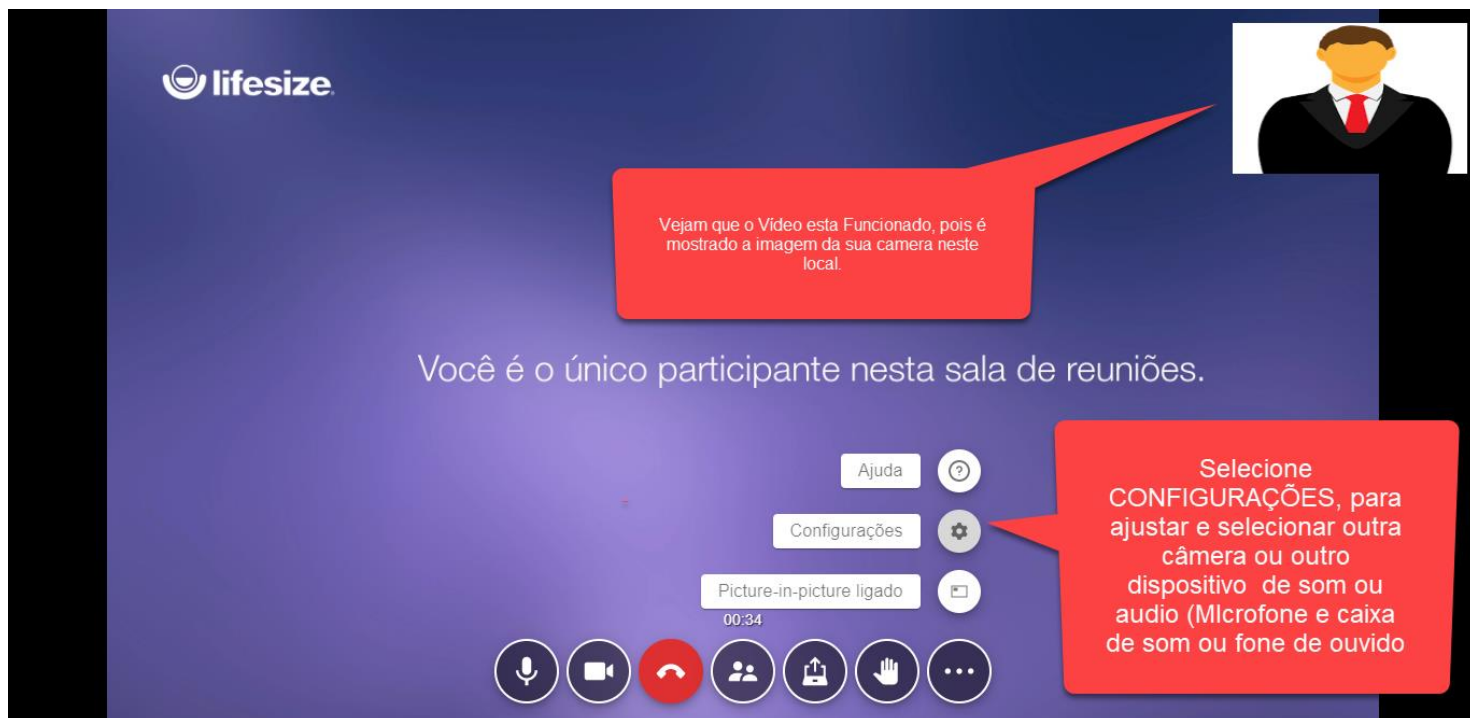 lifesize
Vejam que o Vídeo esta Funcionado, pois é
mostrado a imagem da sua camera neste
local.
Você é o único participante nesta sala de reuniões.
Ajuda
Configurações
Picture-in-picture ligado
00:34
Selecione
CONFIGURAÇÕES, para
ajustar e selecionar outra
câmera ou outro
dispositivo de som ou
audio (MIcrofone e caixa
de som ou fone de ouvido